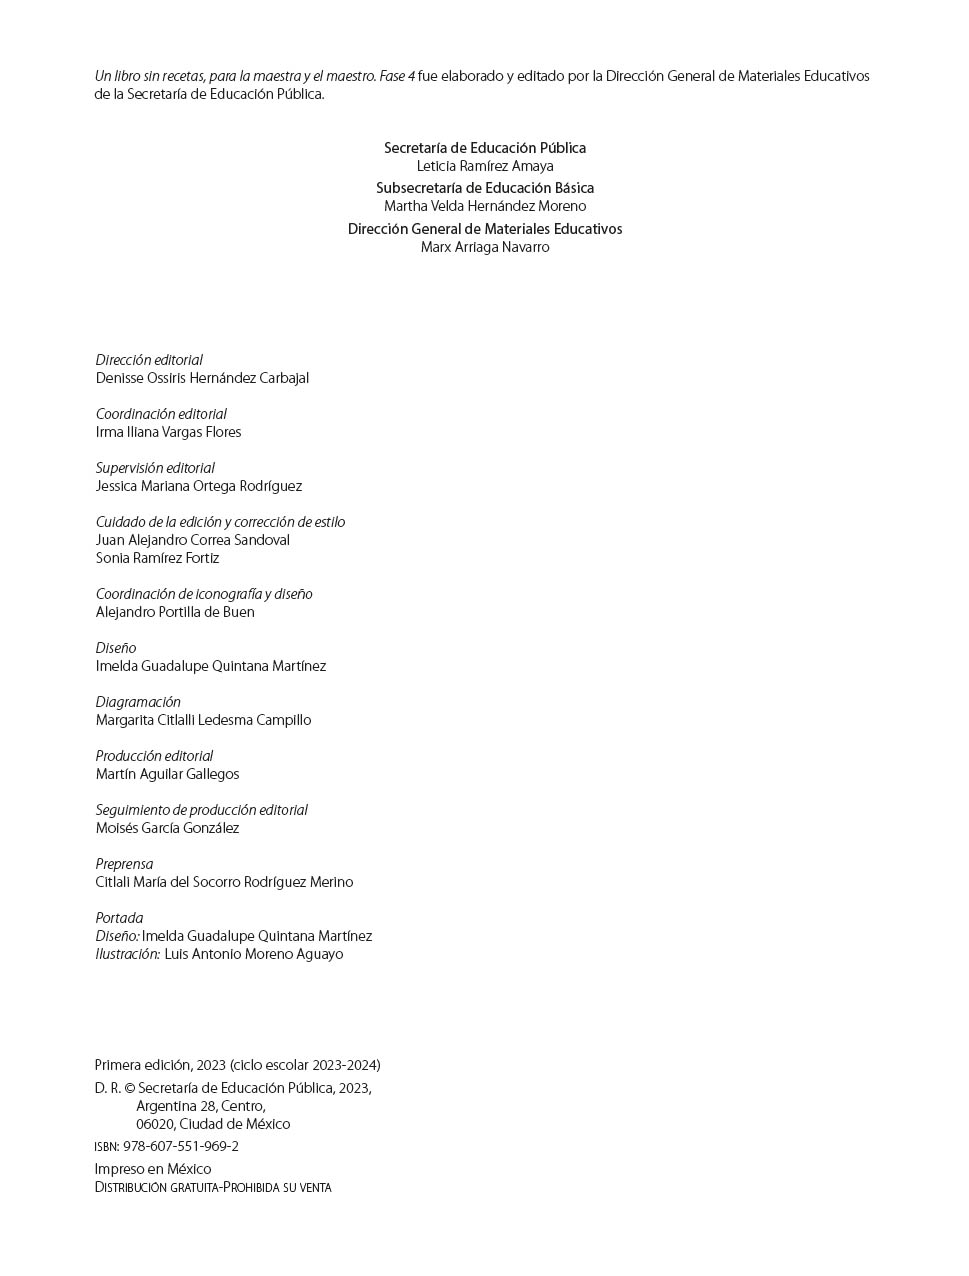 Un libro sin recetas, para la maestra y el maestro. Fase 4 fue elaborado y editado por la Dirección General de Materiales Educativos
de la Secretaría de Educación Pública.
Secretaría de Educación Pública
Leticia Ramírez Amaya
Subsecretaría de Educación Básica
Martha Velda Hernández Moreno
Dirección General de Materiales Educativos
Marx Arriaga Navarro
Dirección editorial
Denisse Ossiris Hernández Carbajal
Coordinación editorial
Irma Iliana Vargas Flores
Supervisión editorial
Jessica Mariana Ortega Rodríguez
Cuidado de la edición y corrección de estilo
Juan Alejandro Correa Sandoval
Sonia Ramírez Fortiz
Coordinación de iconografía y diseño
Alejandro Portilla de Buen
Diseño
Imelda Guadalupe Quintana Martínez
Diagramación
Margarita Citlalli Ledesma Campillo
Producción editorial
Martín Aguilar Gallegos
Seguimiento de producción editorial
Moisés García González
Preprensa
Citlali María del Socorro Rodríguez Merino
Portada
Diseño: Imelda Guadalupe Quintana Martínez
Ilustración: Luis Antonio Moreno Aguayo
Primera edición, 2023 (ciclo escolar 2023-2024)
D. R. © Secretaría de Educación Pública, 2023,
Argentina 28, Centro,
06020, Ciudad de México
ISBN: 978-607-551-969-2
Impreso en México
DISTRIBUCIÓN GRATUITA-PROHIBIDA SU VENTA